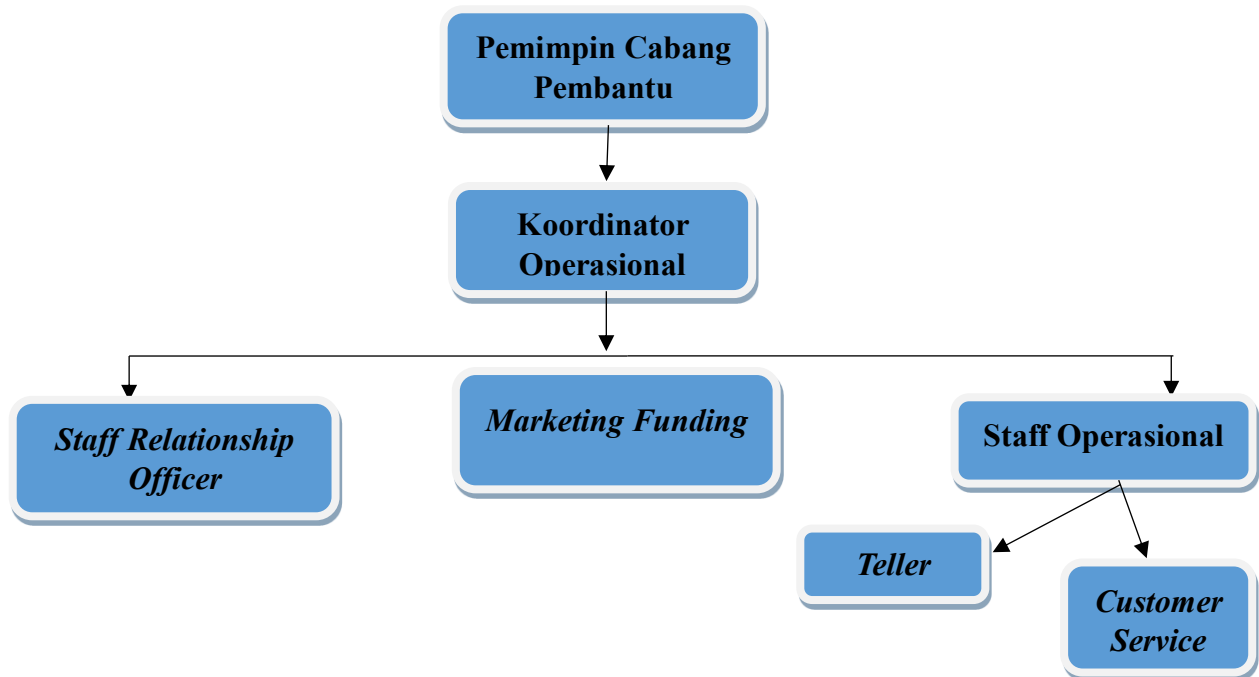 Pemimpin Cabang
Pembantu
Koordinator
Operasional
Staff Relationship
Officer
Marketing Funding
Staff Operasional
Teller
Customer
Service